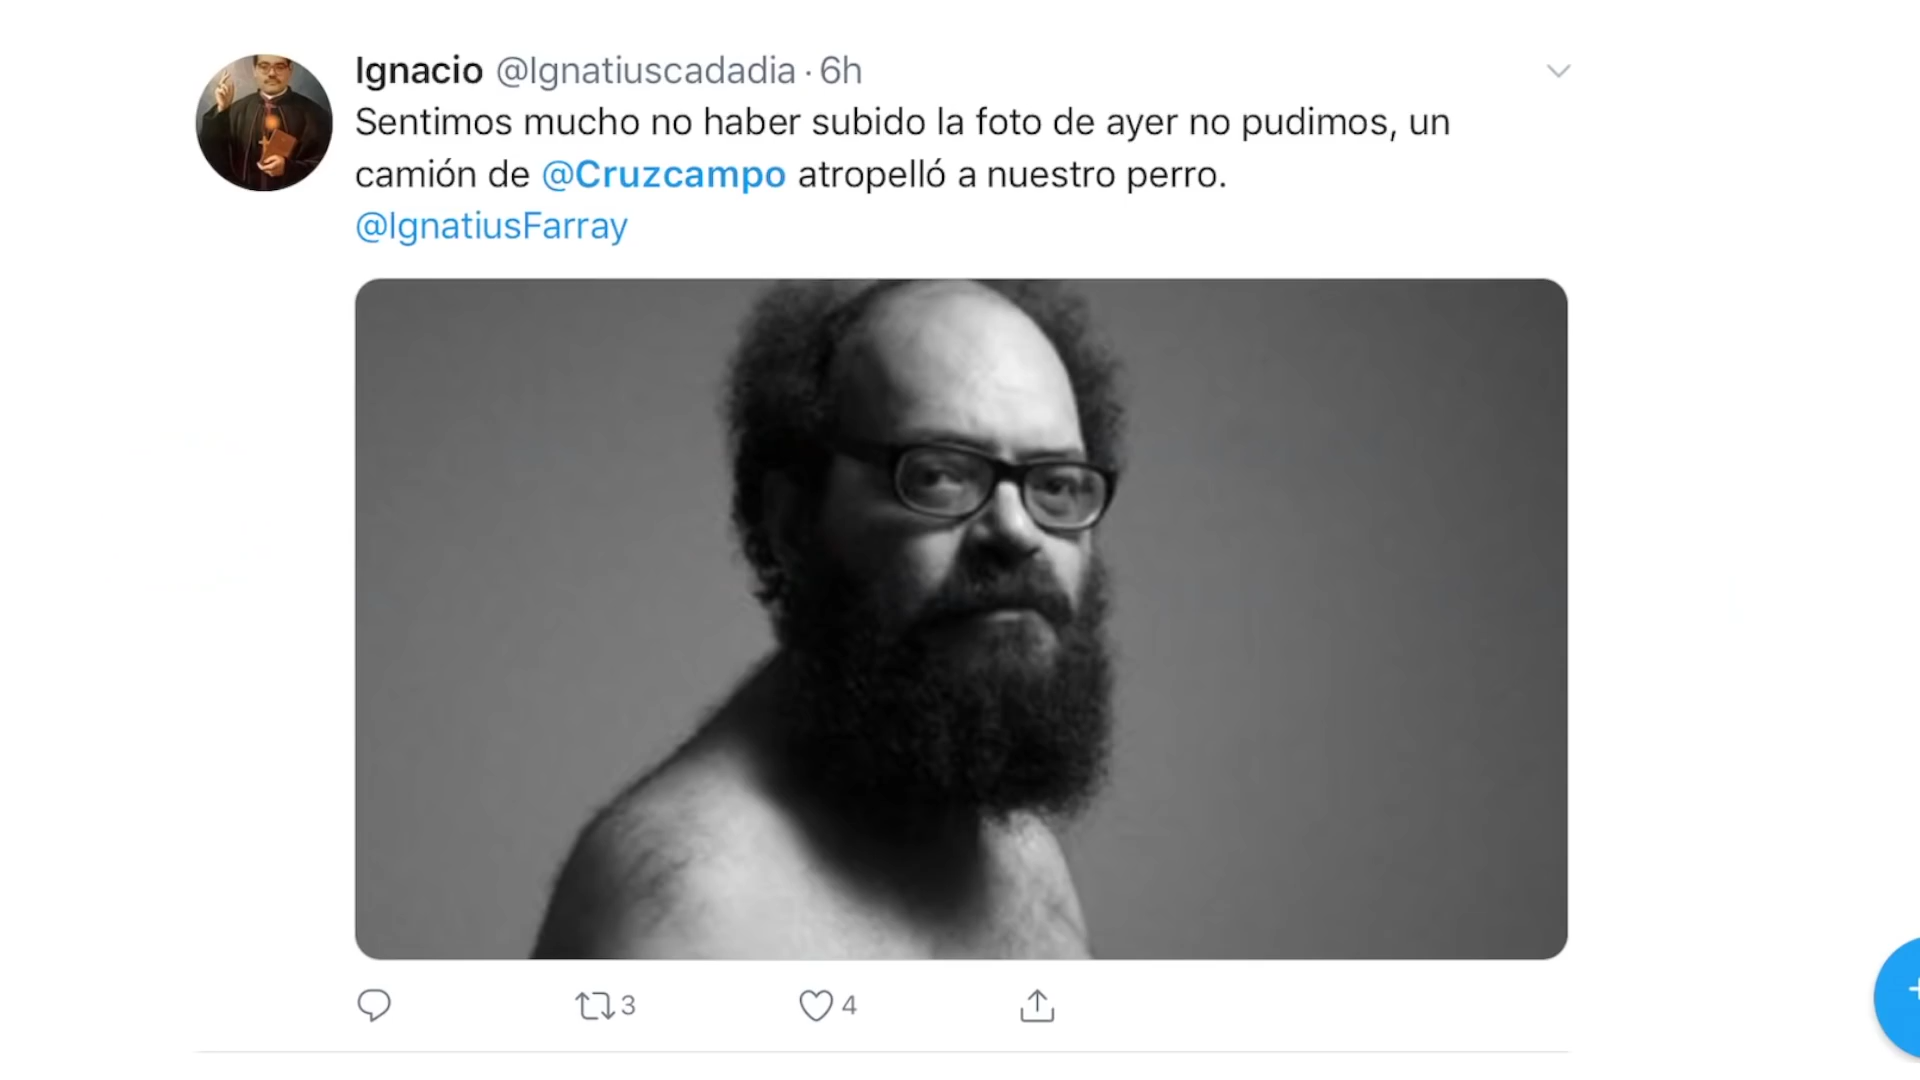 Ignacio @Ignatiuscadadia · 6h
Sentimos mucho no haber subido la foto de ayer no pudimos, un
camión de @Cruzcampo atropelló a nuestro perro.
@IgnatiusFarray
3 4